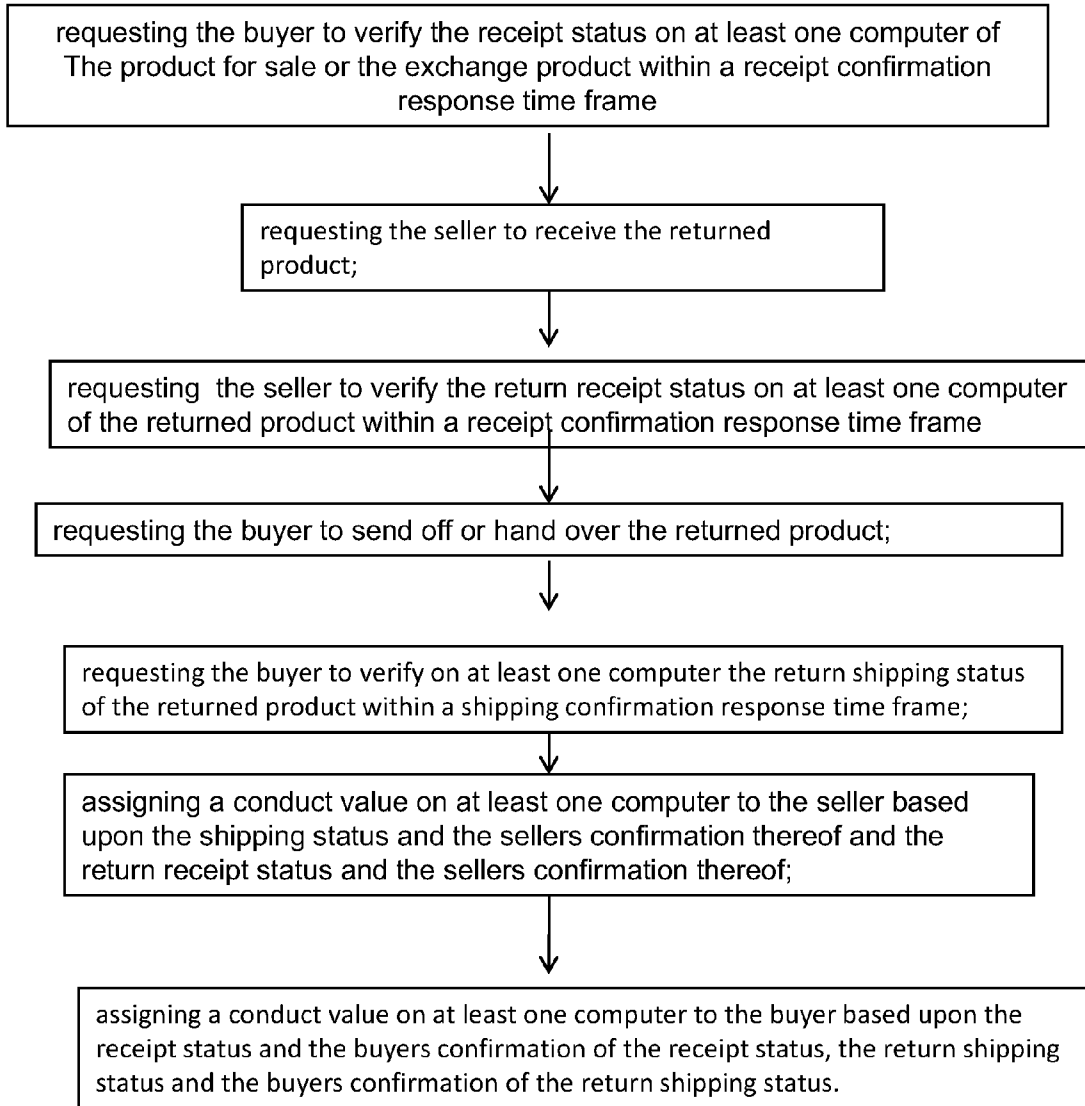 requesting the buyer to verify the receipt status on at least one computer of
The product for sale or the exchange product within a receipt confirmation
response time frame
requesting the seller to receive the returned
product;
requesting  the seller to verify the return receipt status on at least one computer
of the returned product within a receipt confirmation response time frame
requesting the buyer to send off or hand over the returned product;
requesting the buyer to verify on at least one computer the return shipping status
of the returned product within a shipping confirmation response time frame;
assigning a conduct value on at least one computer to the seller based
upon the shipping status and the sellers confirmation thereof and the
return receipt status and the sellers confirmation thereof;
assigning a conduct value on at least one computer to the buyer based upon the
receipt status and the buyers confirmation of the receipt status, the return shipping
status and the buyers confirmation of the return shipping status.